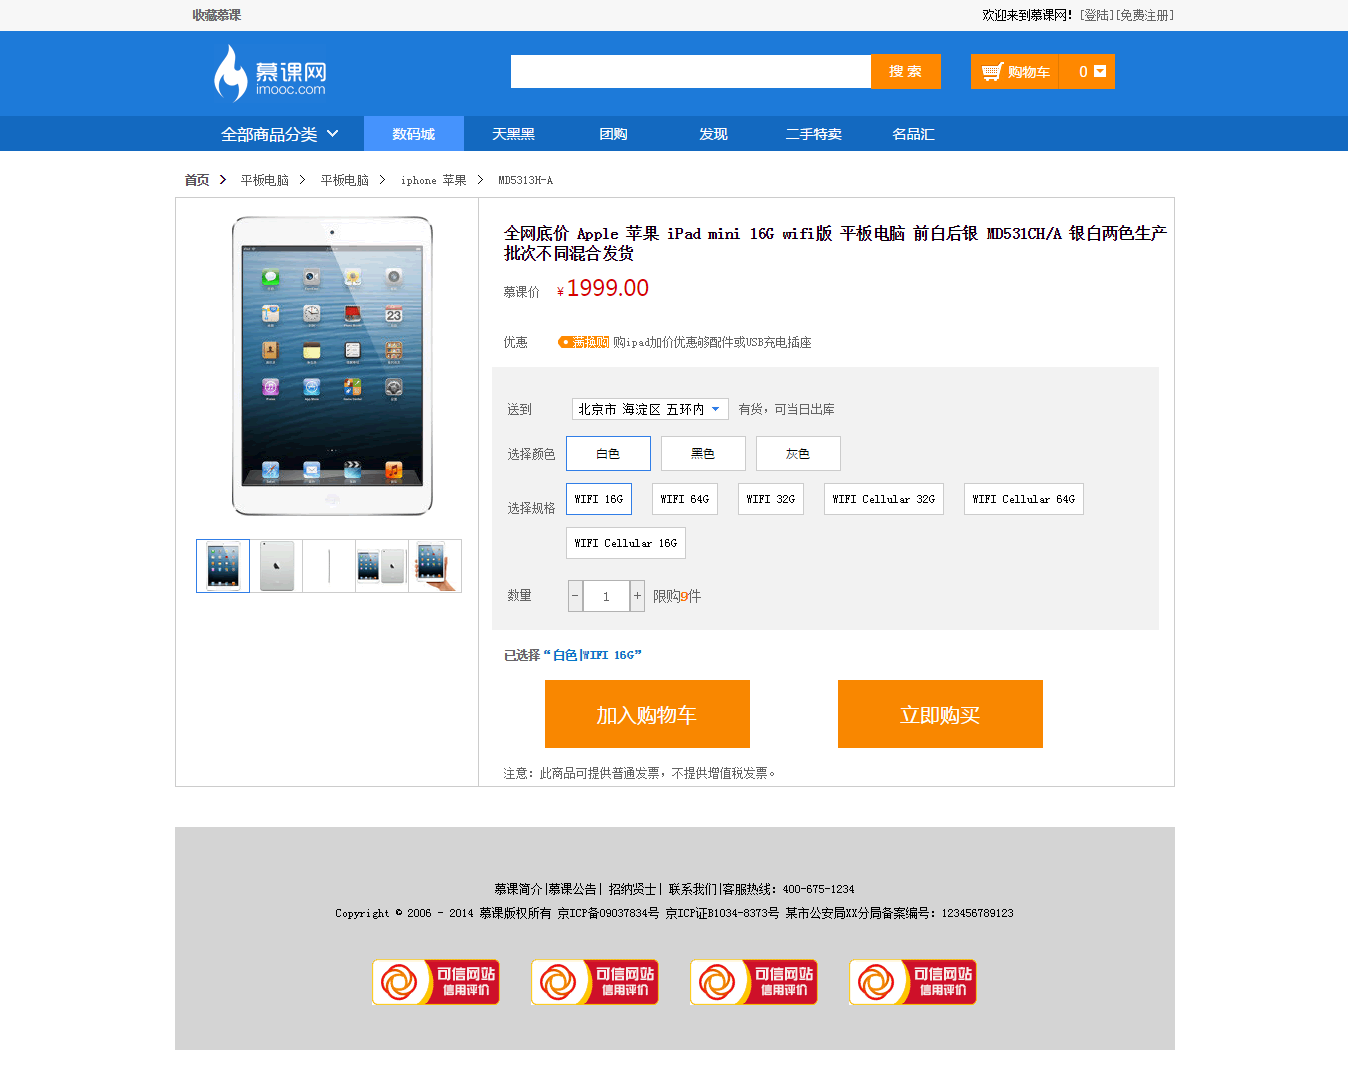 收藏慕课
欢迎来到慕课网! [登陆][免费注册]
慕课网
imooc.com
搜 索
购物车 0
全部商品分类 数码城 天黑黑 团购 发现 二手特卖 名品汇
首页 平板电脑 平板电脑 iphone 苹果 MD5313H-A
全网底价 Apple 苹果 iPad mini 16G wifi版 平板电脑 前白后银 MD531CH/A 银白两色生产
批次不同混合发货
慕课价 ¥1999.00
优惠 满换购 购ipad加价优惠够配件或USB充电插座
送到 北京市 海淀区 五环内 有货，可当日出库
选择颜色 白色 黑色 灰色
选择规格 WIFI 16G WIFI 64G WIFI 32G WIFI Cellular 32G WIFI Cellular 64G
WIFI Cellular 16G
数量 - 1 + 限购9件
已选择“白色|WIFI 16G”
加入购物车 立即购买
注意：此商品可提供普通发票，不提供增值税发票。
慕课简介|慕课公告| 招纳贤士| 联系我们|客服热线：400-675-1234
Copyright © 2006 - 2014 慕课版权所有 京ICP备09037834号 京ICP证B1034-8373号 某市公安局XX分局备案编号：123456789123
可信网站 可信网站 可信网站 可信网站
信用评价 信用评价 信用评价 信用评价